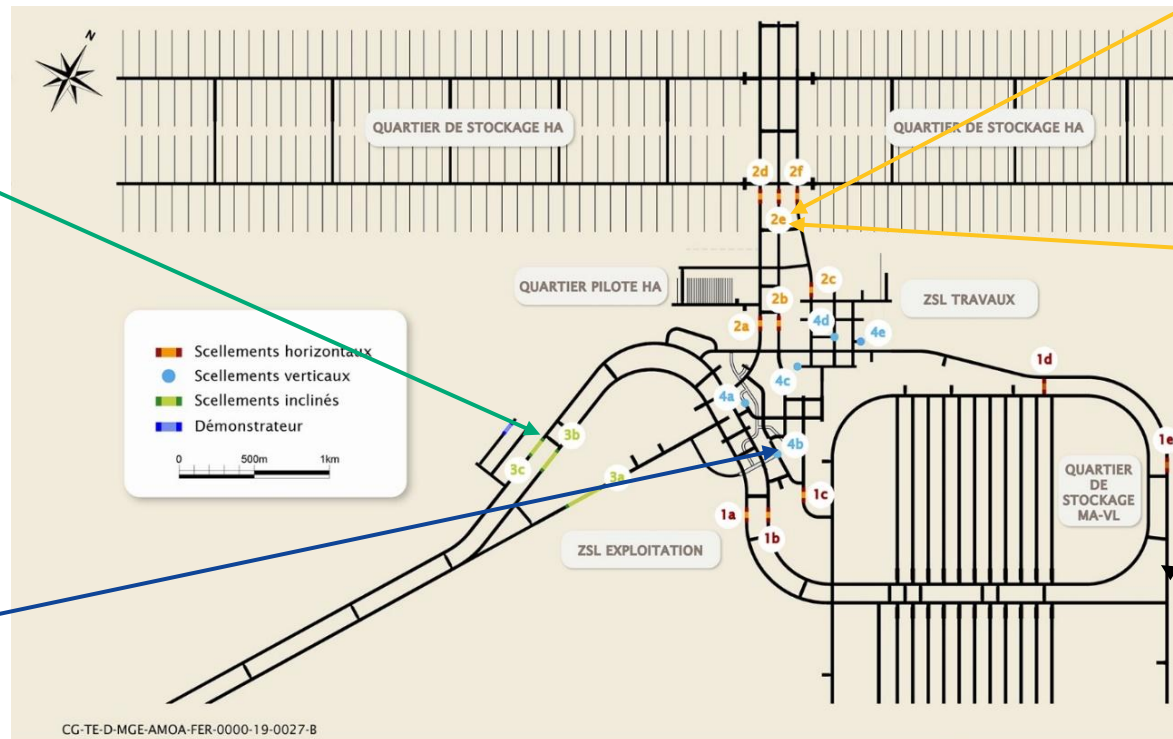 N
QUARTIER DE STOCKAGE HA
QUARTIER DE STOCKAGE HA
2d
2f
2e
QUARTIER PILOTE HA
2c
ZSL TRAVAUX
2b
2a
4d
4e
4c
4a
4b
1d
1e
Scellements horizontaux
Scellements verticaux
Scellements inclinés
Démonstrateur
0
500m
1km
3b
3c
3a
QUARTIER
DE
STOCKAGE
MA-VL
1c
1a
1b
ZSL EXPLOITATION
CG-TE-D-MGE-AMOA-FER-0000-19-0027-B